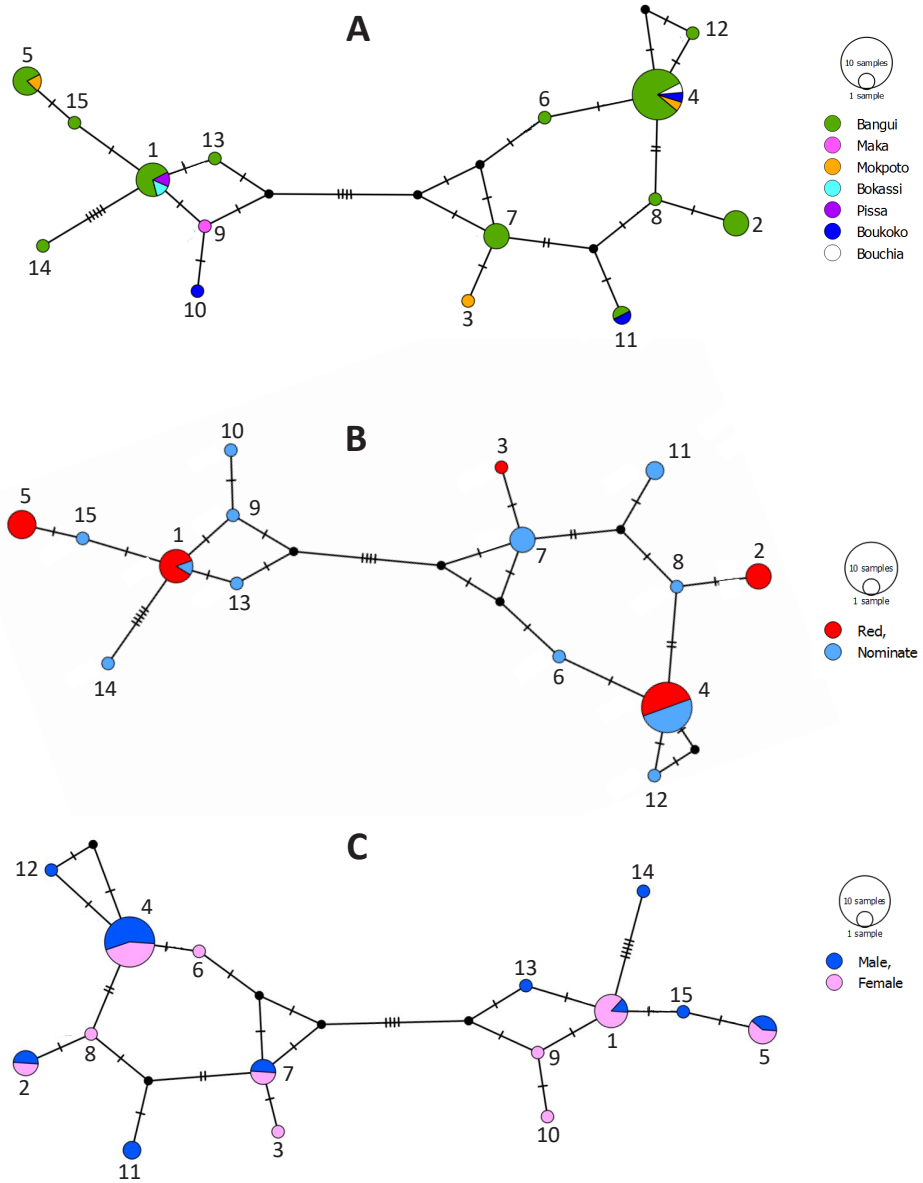 A
12
5
10 samples
4
1 sample
15
6
Bangui
13
1
Maka
Mokpoto
Bokassi
7
8
2
Pissa
9
14
Boukoko
Bouchia
10
3
11
B
10
3
11
5
15
9
1
7
8
2
10 samples
1 sample
13
Red,
Nominate
6
4
14
12
C
12
14
4
10 samples
1 sample
6
13
15
Male,
Female
8
1
5
2
7
9
3
10
11